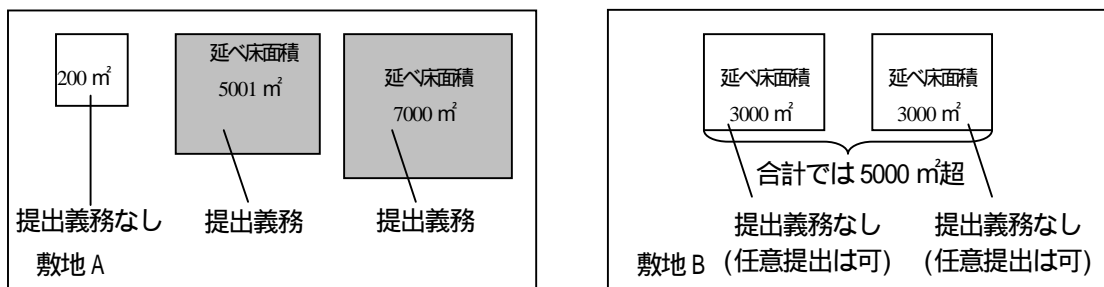 200 ㎡
延べ床面積
5001 ㎡
延べ床面積
7000 ㎡
提出義務なし
提出義務
提出義務
敷地 A
延べ床面積
3000 ㎡
延べ床面積
3000 ㎡
合計では 5000 ㎡超
提出義務なし
(任意提出は可)
提出義務なし
(任意提出は可)
敷地 B